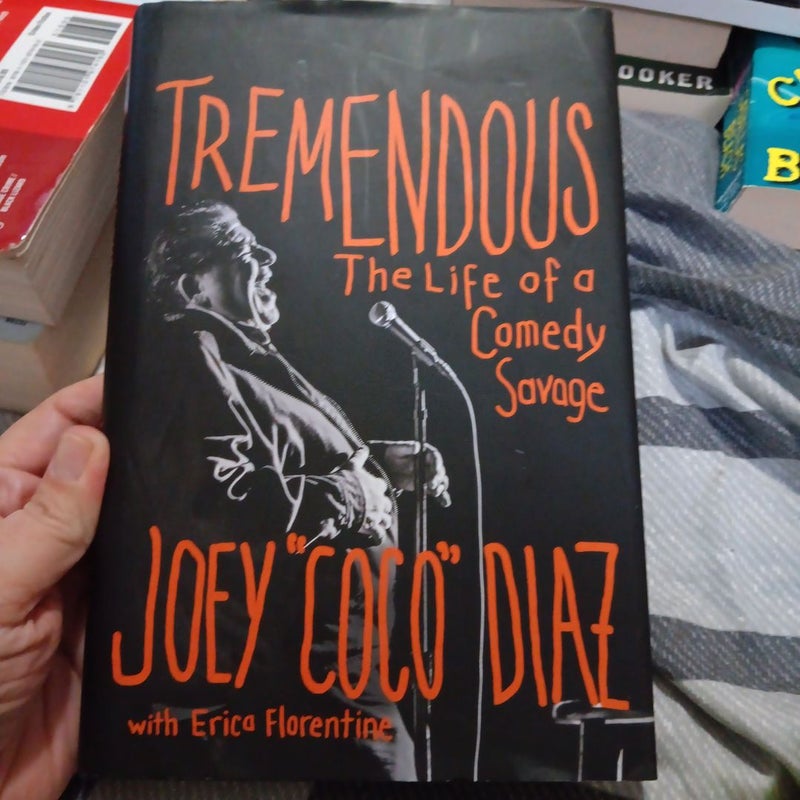 TREMENDOUS
The Life of a
Comedy
Savage
JOEY "COCO" DIAZ
with Erica Florentine
OOKER
B